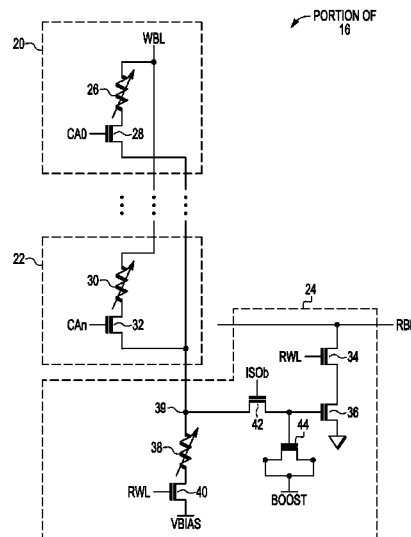 PORTION OF
16
20
WBL
26
CA0
28
22
30
CAn
32
24
RBL
RWL
34
ISOb
39
42
36
44
38
RWL
40
BOOST
VBIAS